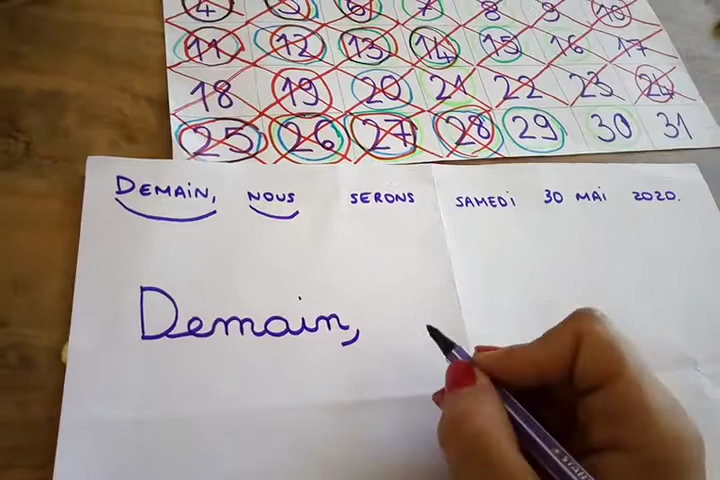 4 5 6 7 8 9 10
11 12 13 14 15 16 17
18 19 20 21 22 23 24
25 26 27 28 29 30 31
DEMAIN, NOUS SERONS SAMEDI 30 MAI 2020.
Demain,